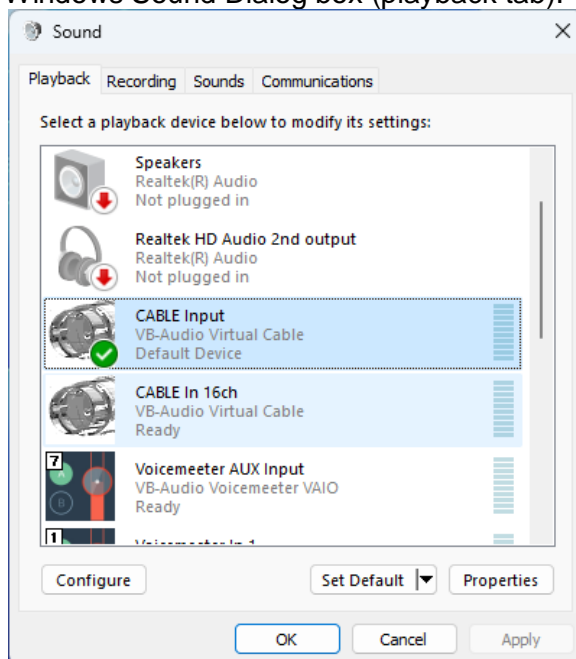 Windows Sound Dialog box (playback tab):
Sound
Playback Recording Sounds Communications
Select a playback device below to modify its settings:
Speakers
Realtek(R) Audio
Not plugged in
Realtek HD Audio 2nd output
Realtek(R) Audio
Not plugged in
CABLE Input
VB-Audio Virtual Cable
Default Device
CABLE In 16ch
VB-Audio Virtual Cable
Ready
7
A
B
Voicemeeter AUX Input
VB-Audio Voicemeeter VAIO
Ready
1
Voicemeeter In 1
Configure Set Default Properties
OK Cancel Apply